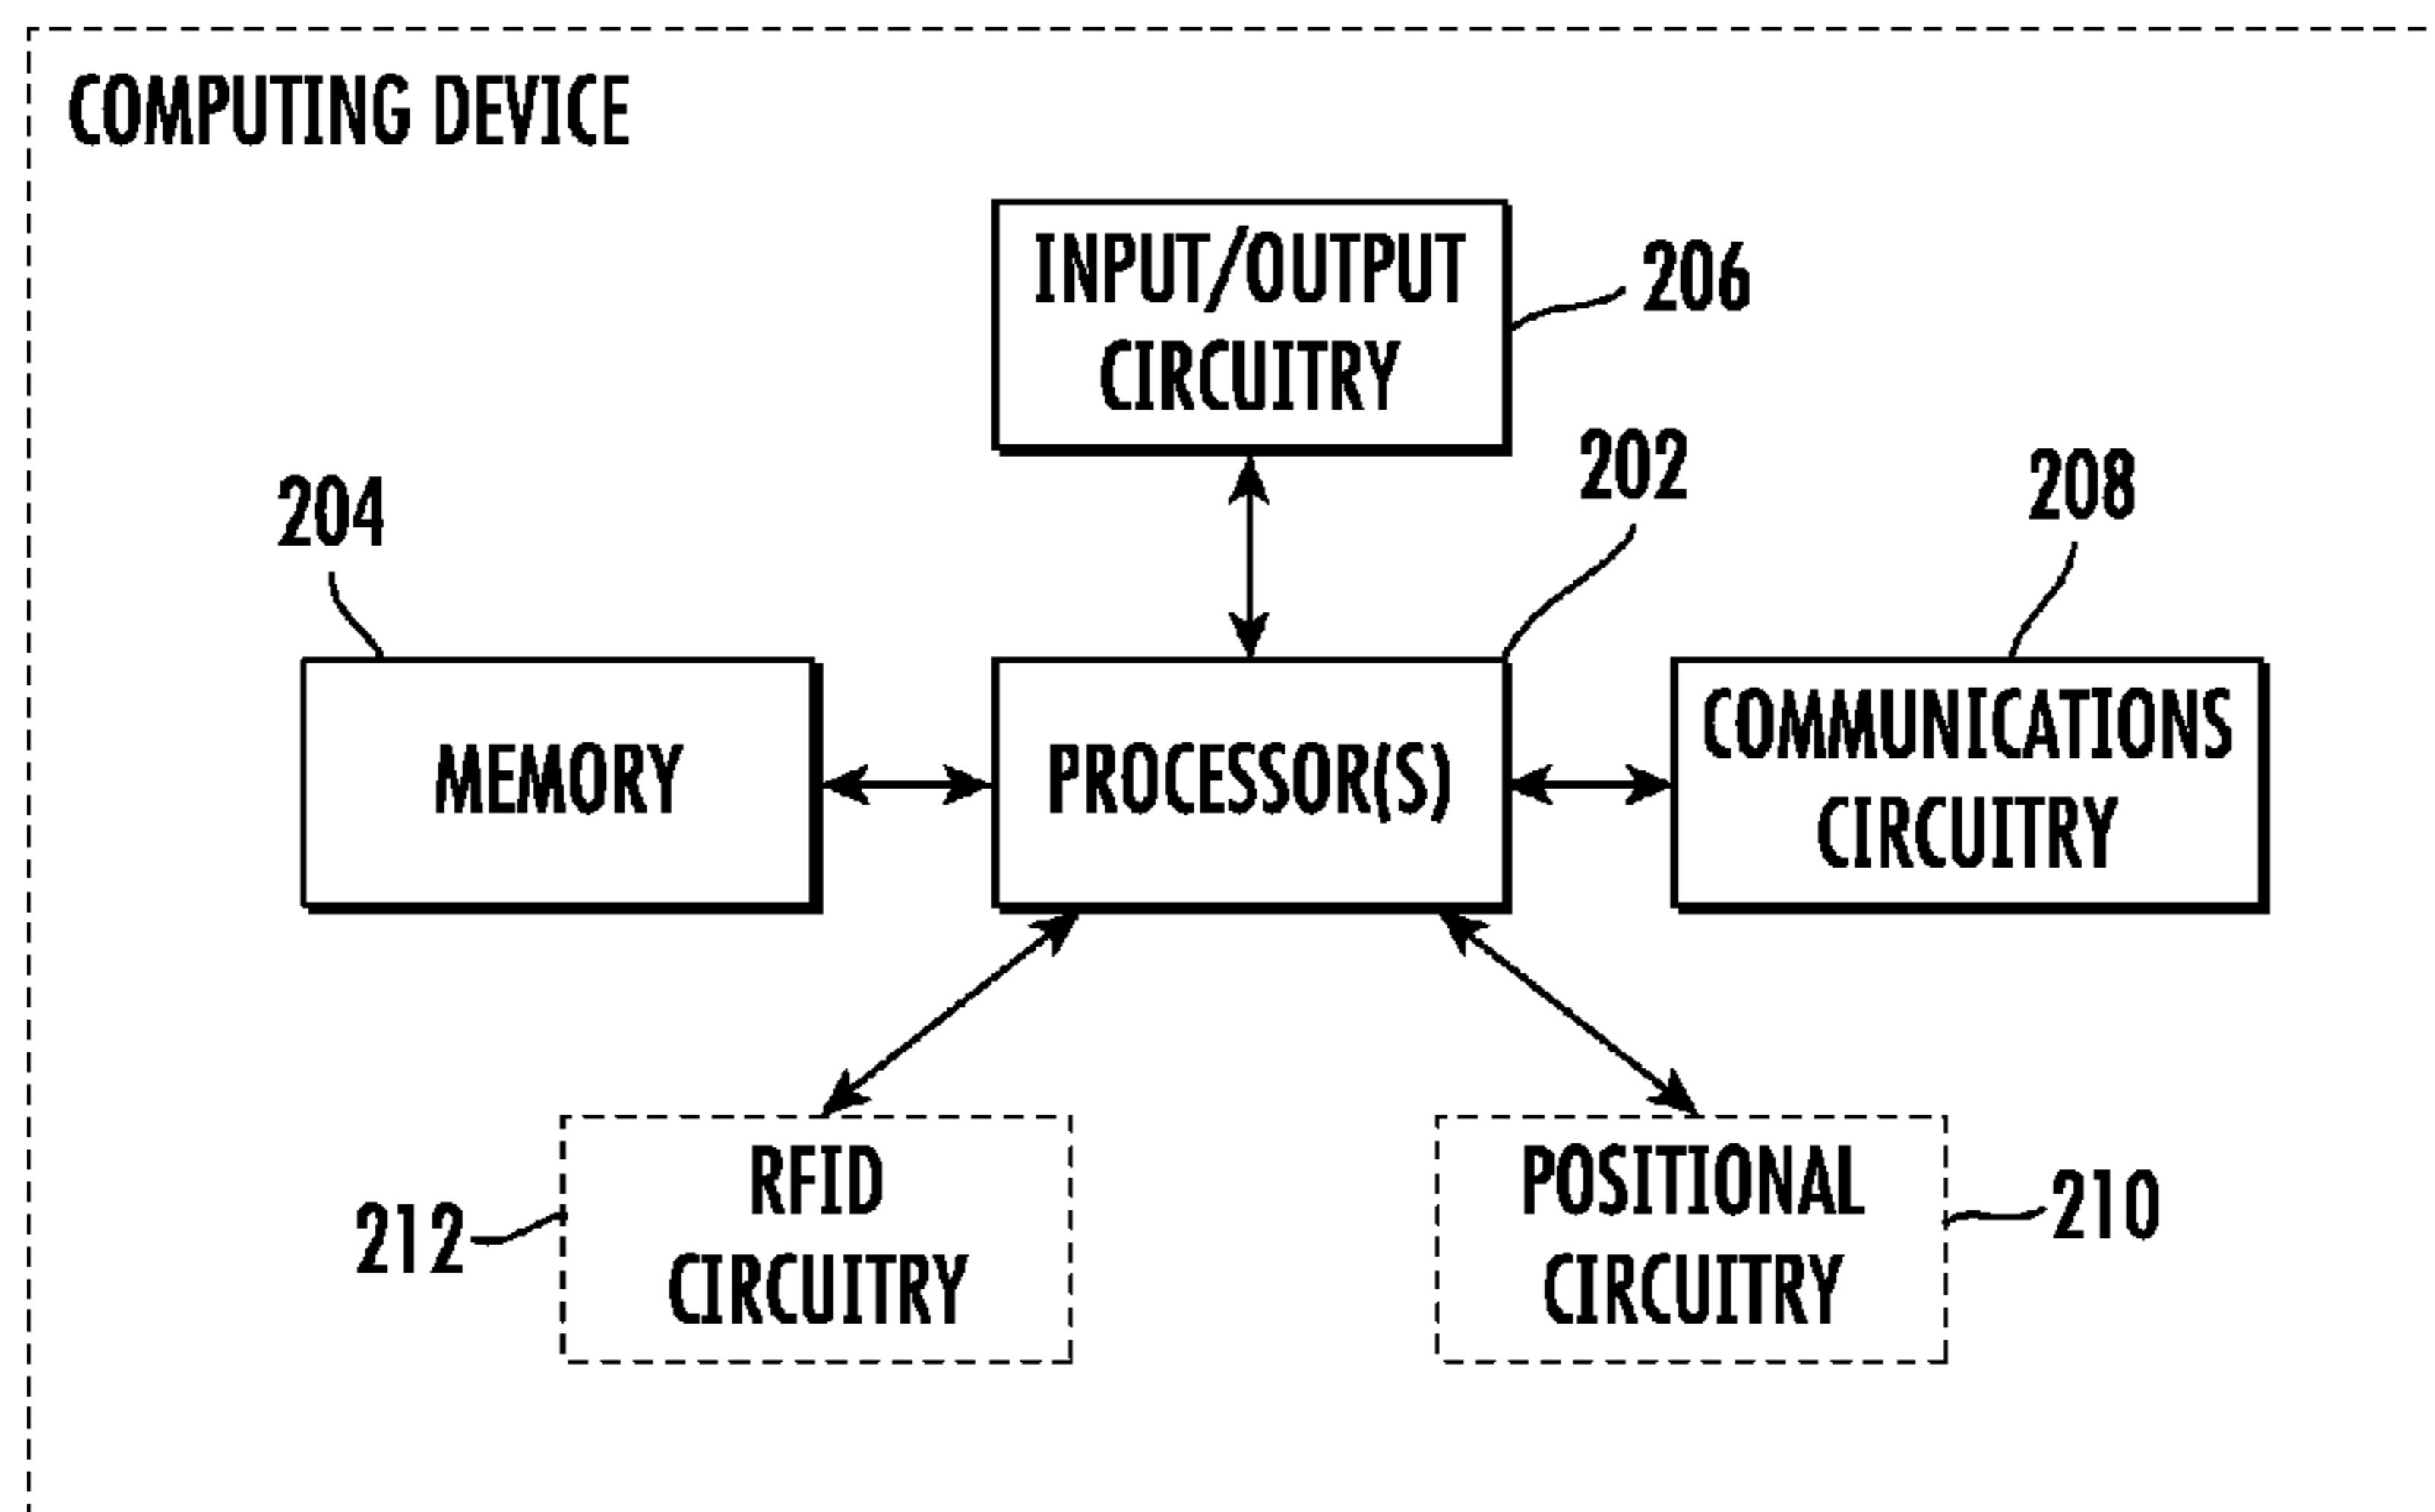 COMPUTING DEVICE
INPUT/OUTPUT
CIRCUITRY
206
202
208
204
MEMORY
PROCESSOR(S)
COMMUNICATIONS
CIRCUITRY
RFID
CIRCUITRY
212
POSITIONAL
CIRCUITRY
210